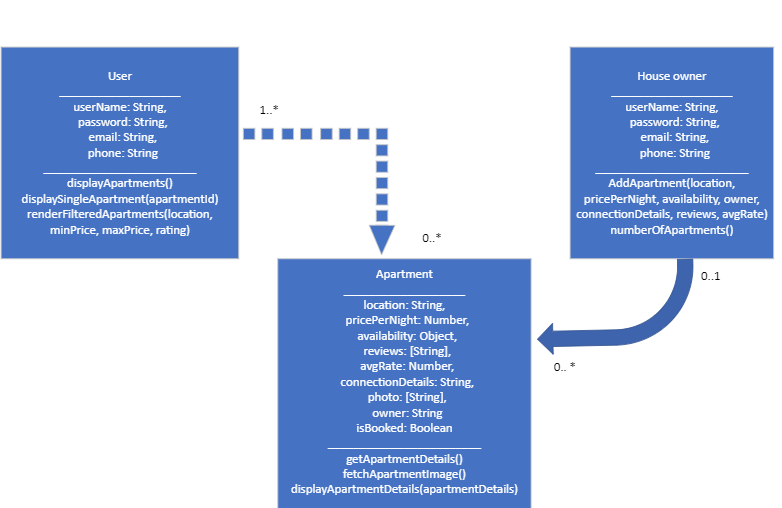 User
userName: String,
password: String,
email: String,
phone: String
displayApartments()
displaySingleApartment(apartmentId)
renderFilteredApartments(location,
minPrice, maxPrice, rating)
1..*
0..*
House owner
userName: String,
password: String,
email: String,
phone: String
AddApartment(location,
pricePerNight, availability, owner,
connectionDetails, reviews, avgRate)
numberOfApartments()
0..1
0.. *
Apartment
location: String,
pricePerNight: Number,
availability: Object,
reviews: [String],
avgRate: Number,
connectionDetails: String,
photo: [String],
owner: String
isBooked: Boolean
getApartmentDetails()
fetchApartmentImage()
displayApartmentDetails(apartmentDetails)